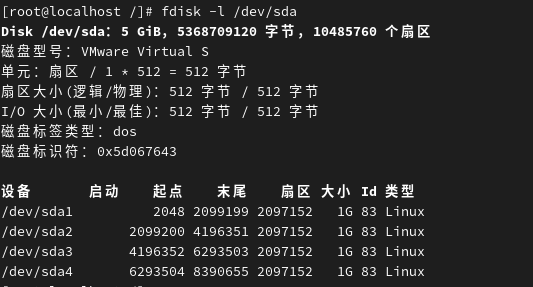 [root@localhost /]# fdisk -l /dev/sda
Disk /dev/sda：5 GiB，5368709120 字节，10485760 个扇区
磁盘型号：VMware Virtual S
单元：扇区 / 1 * 512 = 512 字节
扇区大小(逻辑/物理)：512 字节 / 512 字节
I/O 大小(最小/最佳)：512 字节 / 512 字节
磁盘标签类型：dos
磁盘标识符：0x5d067643
设备 启动 起点 末尾 扇区 大小 Id 类型
/dev/sda1 2048 2099199 2097152 1G 83 Linux
/dev/sda2 2099200 4196351 2097152 1G 83 Linux
/dev/sda3 4196352 6293503 2097152 1G 83 Linux
/dev/sda4 6293504 8390655 2097152 1G 83 Linux